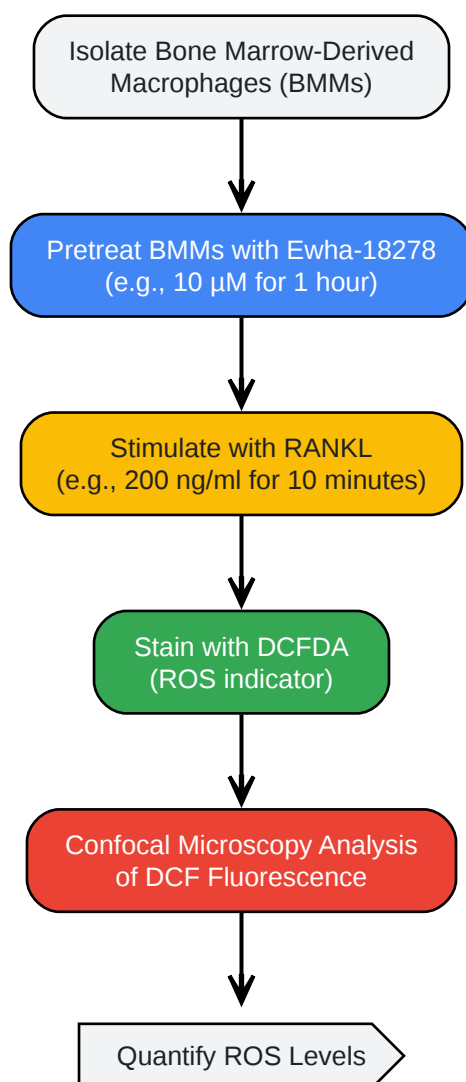 Isolate Bone Marrow-Derived
Macrophages (BMMs)
Pretreat BMMs with Ewha-18278
(e.g., 10 µM for 1 hour)
Stimulate with RANKL
(e.g., 200 ng/ml for 10 minutes)
Stain with DCFDA
(ROS indicator)
Confocal Microscopy Analysis
of DCF Fluorescence
Quantify ROS Levels